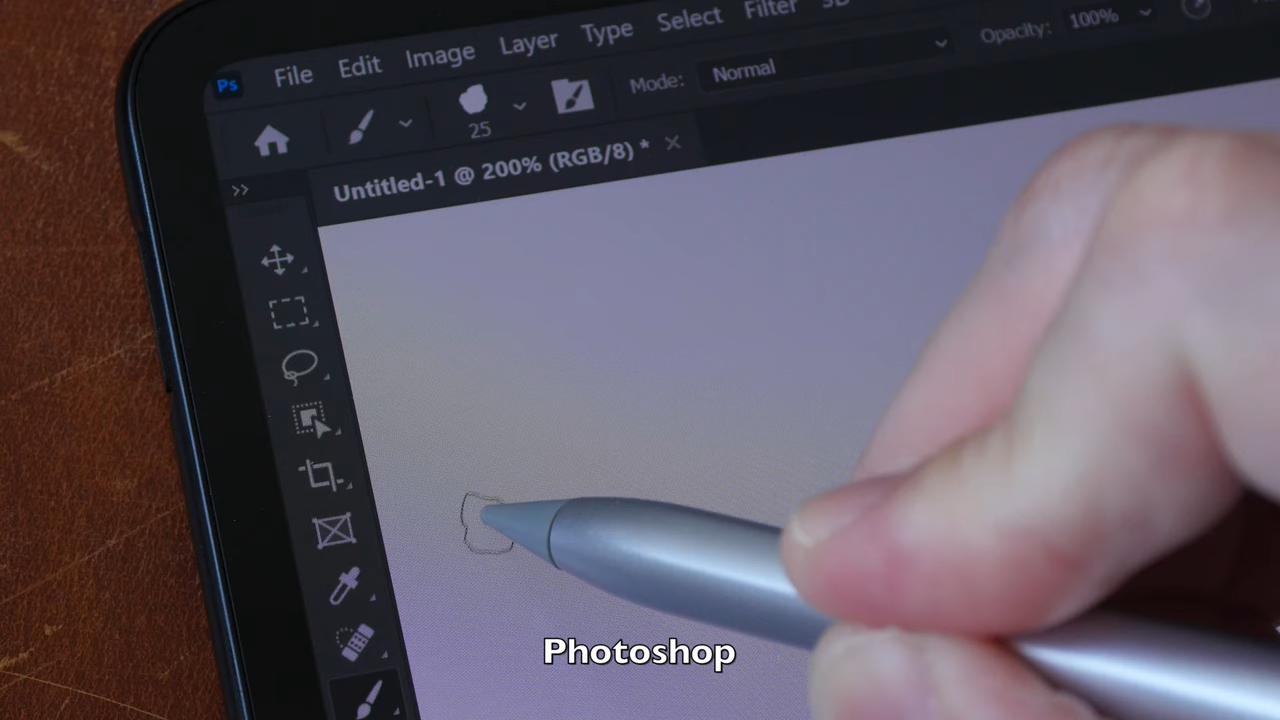 Ps File Edit Image Layer Type Select Filter 3D
25 Mode: Normal Opacity: 100%
Untitled-1 @ 200% (RGB/8) *
Photoshop